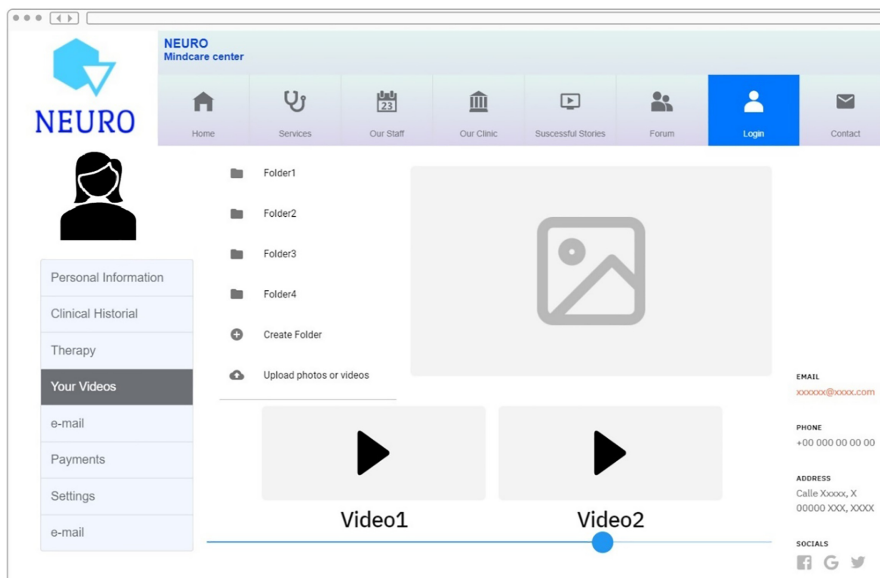 NEURO
Mindcare center
NEURO
Home
Services
23
Our Staff
Our Clinic
Suscessful Stories
Forum
Login
Contact
Folder1
Folder2
Folder3
Folder4
Create Folder
Upload photos or videos
Personal Information
Clinical Historial
Therapy
Your Videos
e-mail
Payments
Settings
e-mail
Video1
Video2
EMAIL
xxxxxx@xxxx.com
PHONE
+00 000 00 00 00
ADDRESS
Calle Xxxxx, X
00000 XXX, XXXX
SOCIALS